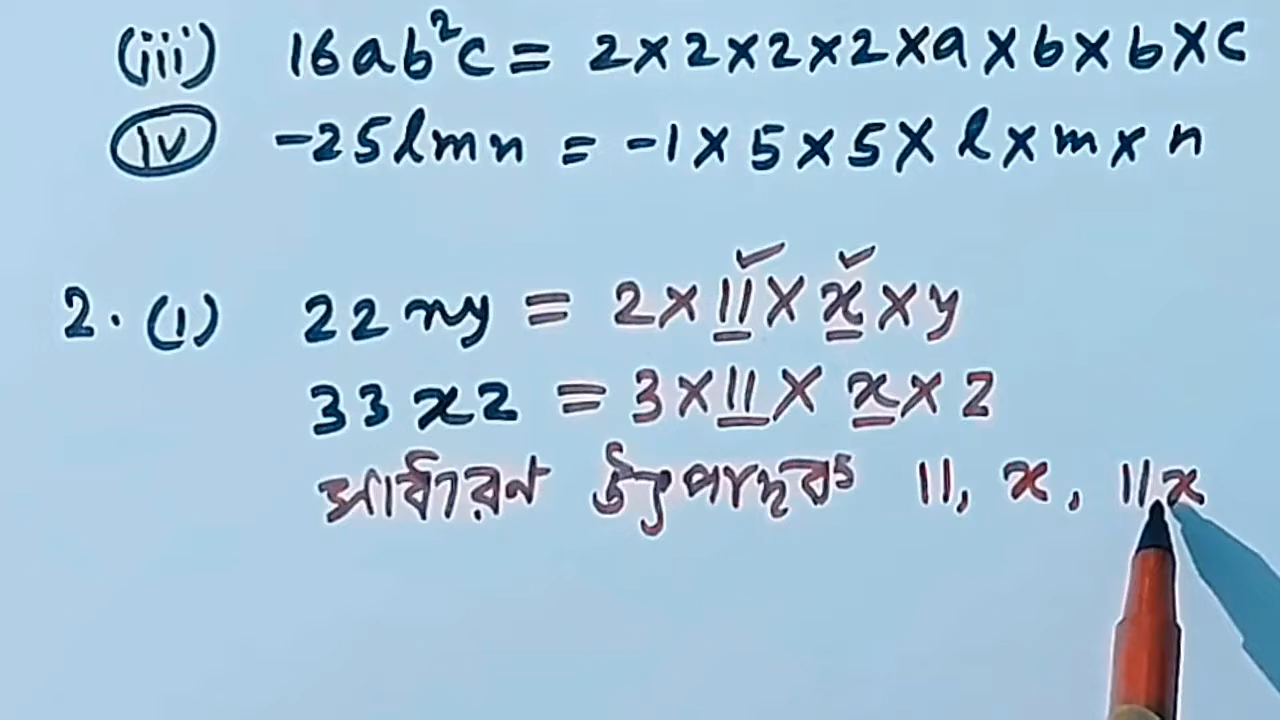 (iii) 16ab²c = 2×2×2×2×a×b×b×c
(iv) -25lmn = -1×5×5×l×m×n
2. (i) 22xy = 2×11×x×y
33xz = 3×11×x×z
সাধাৰণ উৎপাদক 11, x, 11x